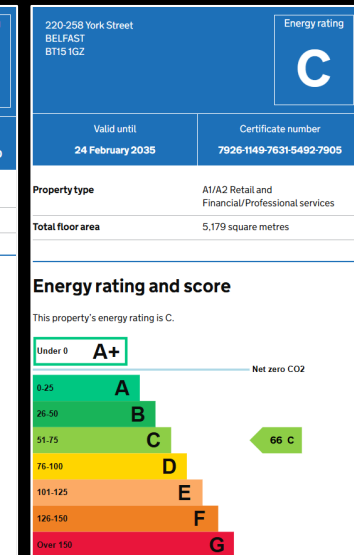 220-258 York Street
BELFAST
BT15 1GZ
Energy rating
C
Valid until
24 February 2035
Certificate number
7926-1149-7631-5492-7905
Property type
A1/A2 Retail and
Financial/Professional services
Total floor area
5,179 square metres
Energy rating and score
This property's energy rating is C.
Under 0 A+
Net zero CO2
0-25 A
26-50 B
51-75 C
66 C
76-100 D
101-125 E
126-150 F
Over 150 G